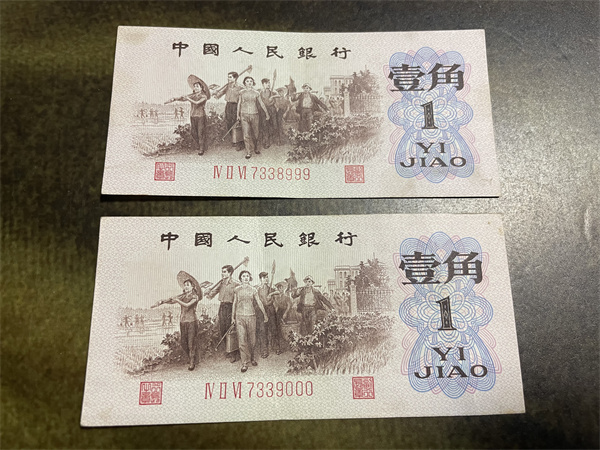 中國人民銀行
壹角
1
YI
JIAO
Ⅳ Ⅱ Ⅵ 7338999
中國人民銀行
壹角
1
YI
JIAO
Ⅳ Ⅱ Ⅵ 7339000